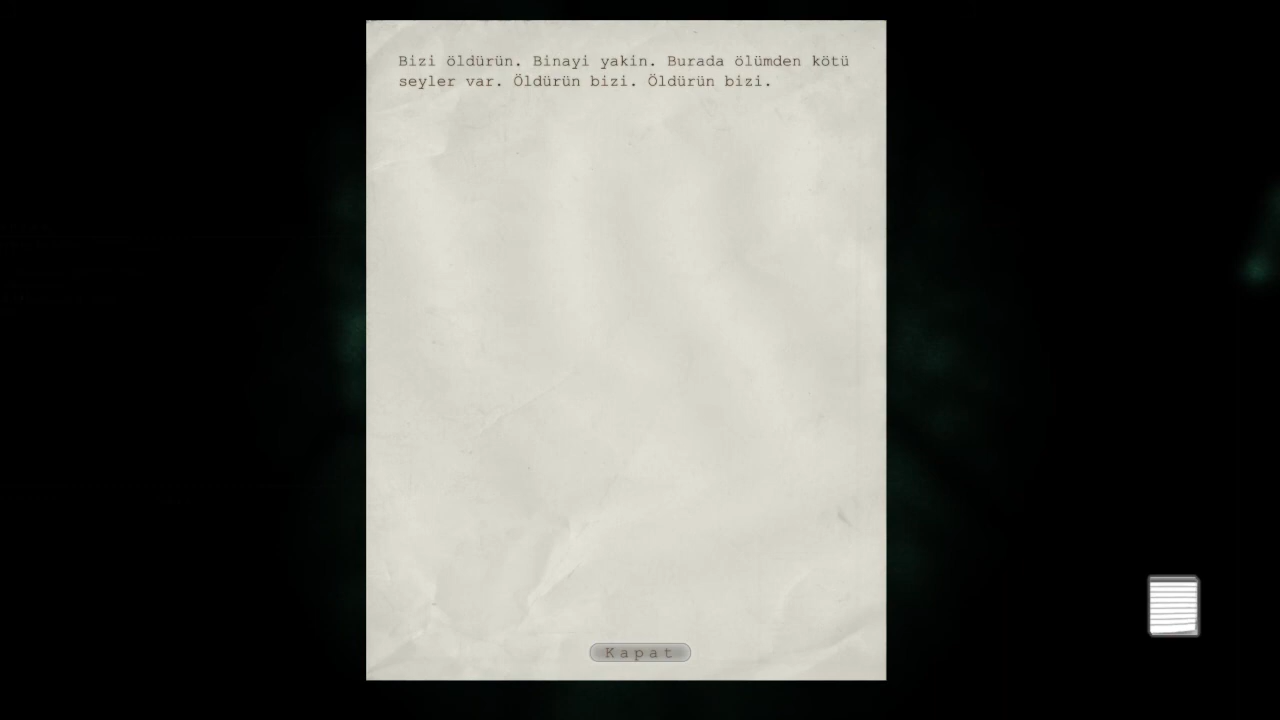 Bizi öldürün. Binayi yakin. Burada ölümden kötü
seyler var. Öldürün bizi. Öldürün bizi.
Kapat